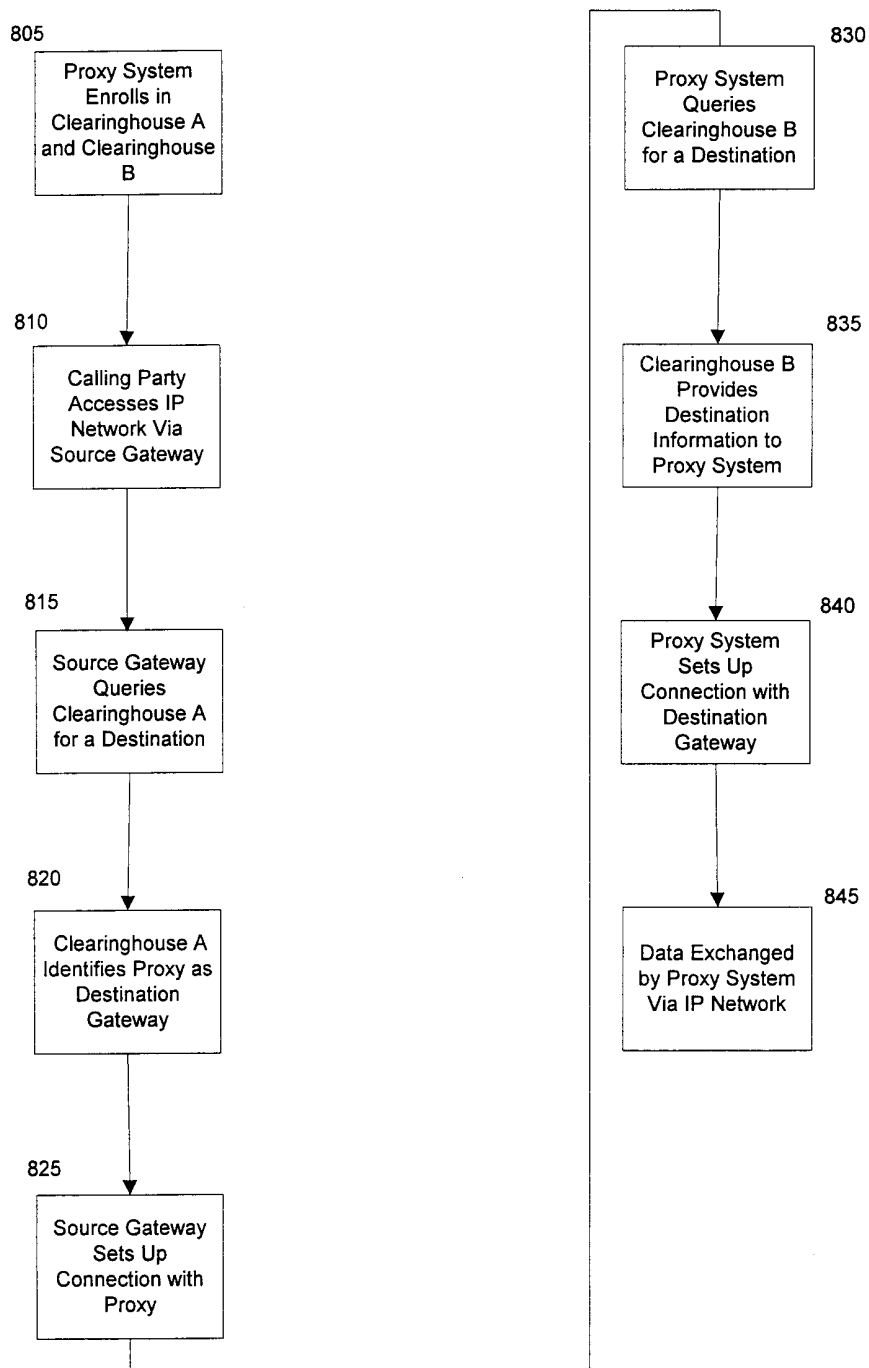 805
Proxy System
Enrolls in
Clearinghouse A
and Clearinghouse
B
810
Calling Party
Accesses IP
Network Via
Source Gateway
815
Source Gateway
Queries
Clearinghouse A
for a Destination
820
Clearinghouse A
Identifies Proxy as
Destination
Gateway
825
Source Gateway
Sets Up
Connection with
Proxy
830
Proxy System
Queries
Clearinghouse B
for a Destination
835
Clearinghouse B
Provides
Destination
Information to
Proxy System
840
Proxy System
Sets Up
Connection with
Destination
Gateway
845
Data Exchanged
by Proxy System
Via IP Network